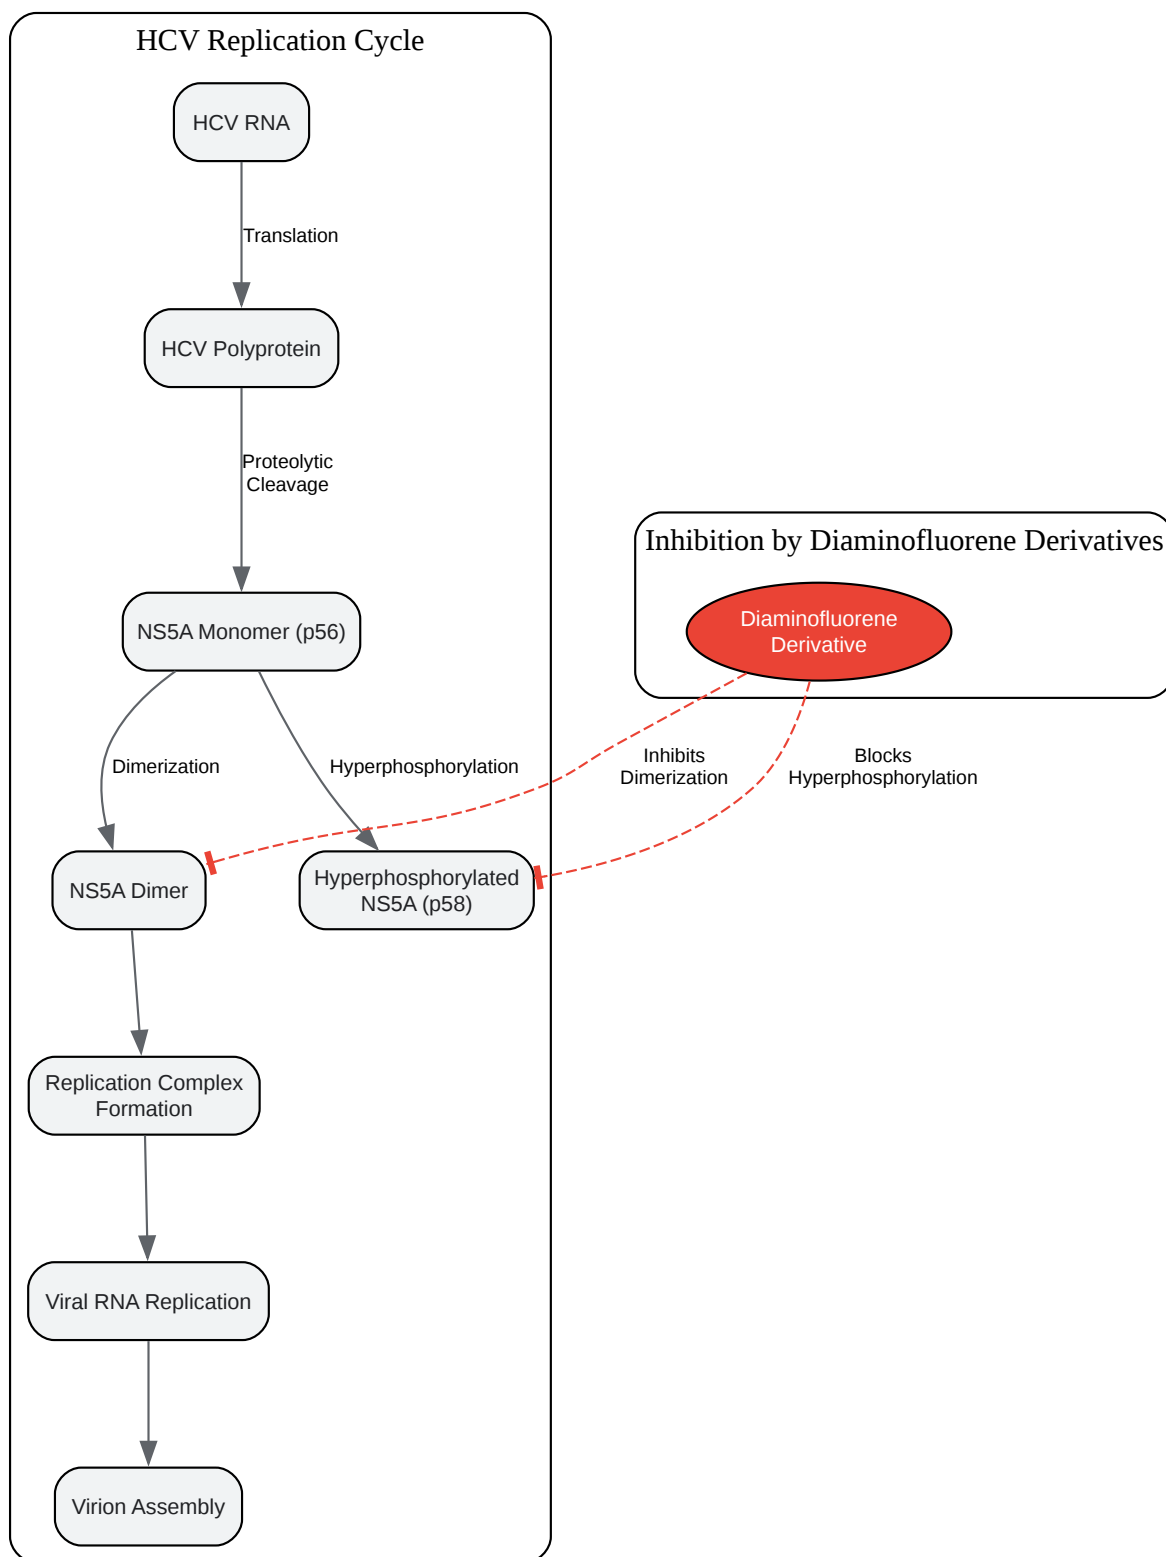 HCV Replication Cycle
HCV RNA
Translation
HCV Polyprotein
Proteolytic
Cleavage
NS5A Monomer (p56)
Dimerization
Hyperphosphorylation
NS5A Dimer
Hyperphosphorylated
NS5A (p58)
Replication Complex
Formation
Viral RNA Replication
Virion Assembly
Inhibition by Diaminofluorene Derivatives
Diaminofluorene
Derivative
Inhibits
Dimerization
Blocks
Hyperphosphorylation